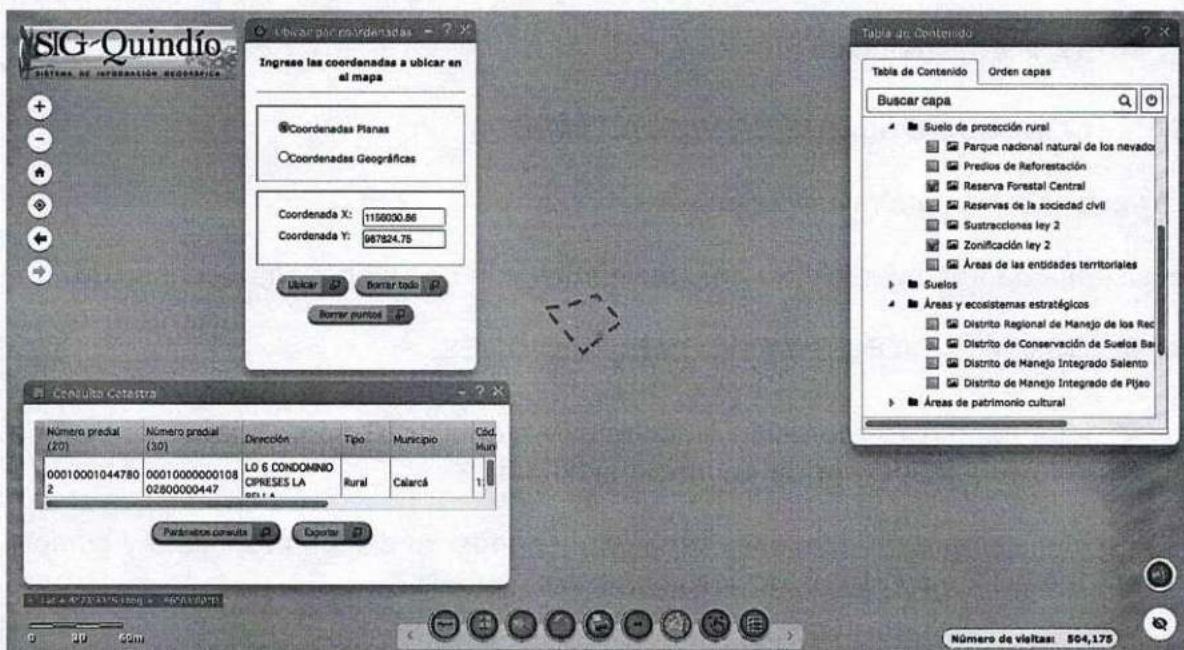 SIG-Quindío
SISTEMA DE INFORMACIÓN GEOGRÁFICA
Ubicar por coordenadas
Ingrese las coordenadas a ubicar en
el mapa
Coordenadas Planas
Coordenadas Geográficas
Coordenada X: 1156030.86
Coordenada Y: 987824.75
Ubicar
Borrar todo
Borrar puntos
Tabla de Contenido
Tabla de Contenido
Orden capas
Buscar capa
Suelo de protección rural
Parque nacional natural de los nevado
Predios de Reforestación
Reserva Forestal Central
Reservas de la sociedad civil
Sustracciones ley 2
Zonificación ley 2
Áreas de las entidades territoriales
Suelos
Áreas y ecosistemas estratégicos
Distrito Regional de Manejo de los Rec
Distrito de Conservación de Suelos Ba
Distrito de Manejo Integrado Salento
Distrito de Manejo Integrado de Pijao
Áreas de patrimonio cultural
Consulta Catastro
Número predial (20)
Número predial (30)
Dirección
Tipo
Municipio
Cód. Mun
00010001044780
2
00010000000108
02800000447
LO 6 CONDOMINIO
CIPRESES LA
BELLA
Rural
Calarcá
Parámetros consulta
Exportar
0 30 60m
Número de visitas: 504,175